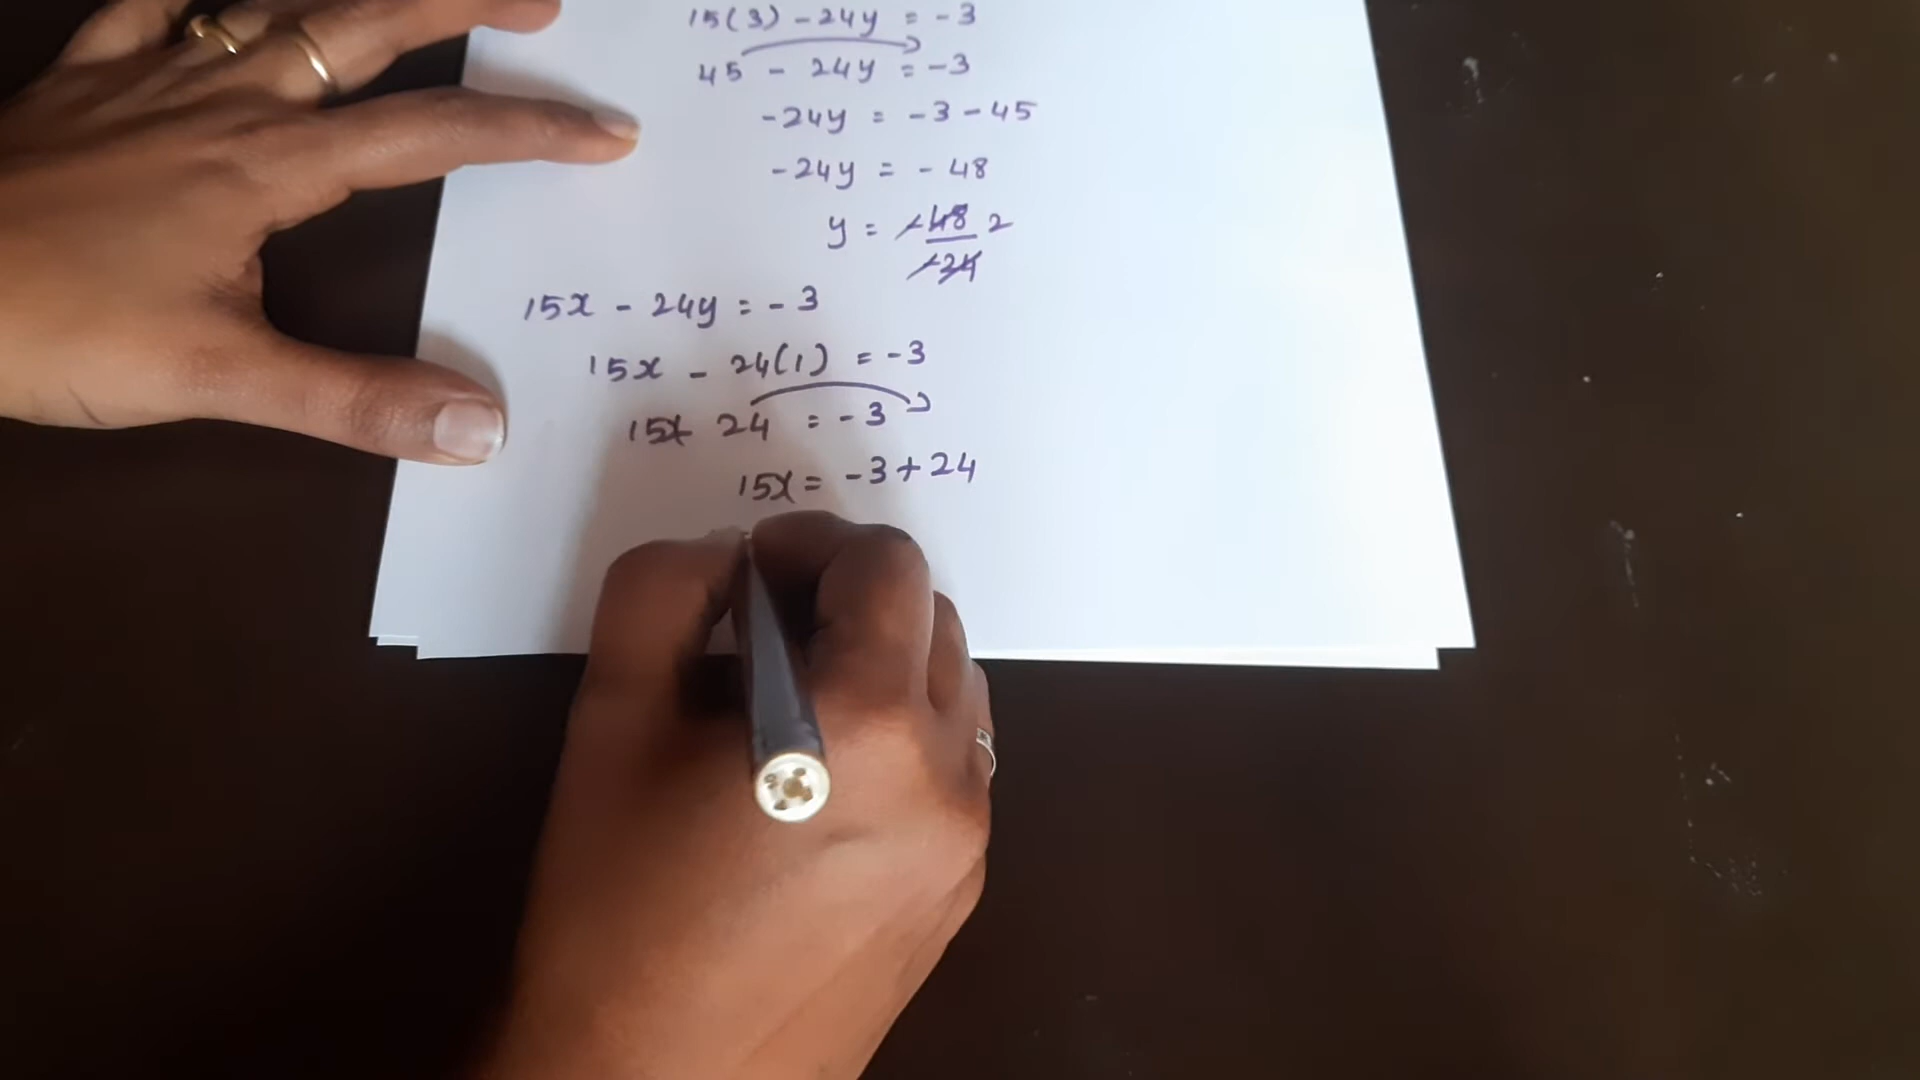 15(3) - 24y = -3
45 - 24y = -3
-24y = -3 - 45
-24y = - 48
y = -48/-24 2
15x - 24y = - 3
15x - 24(1) = -3
15x - 24 = -3
15x = -3 + 24